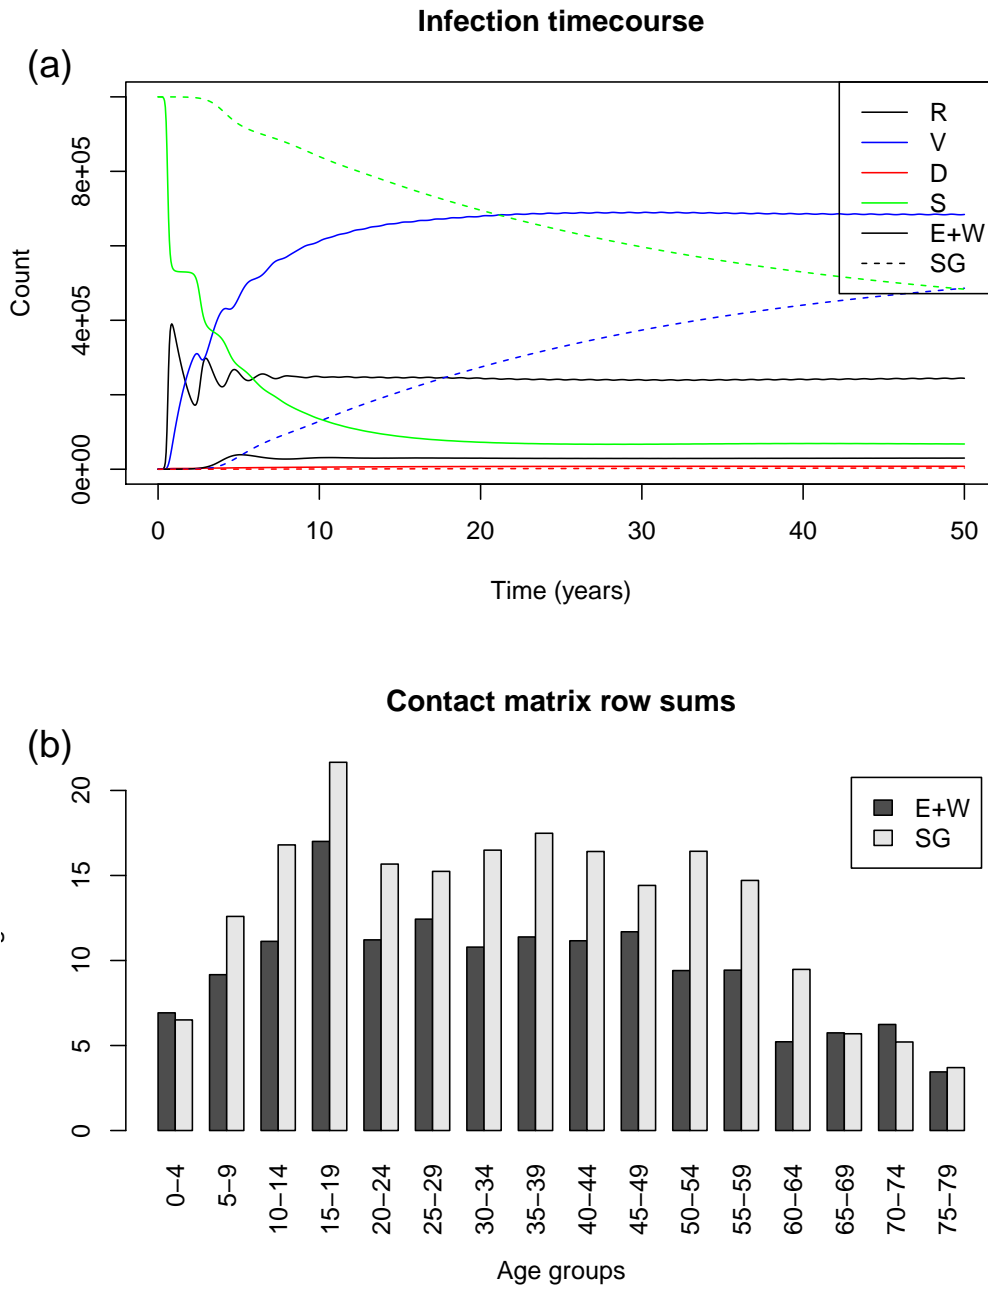 Infection timecourse
(a)
Count
0e+00
4e+05
8e+05
R
V
D
S
E+W
SG
0
10
20
30
40
50
Time (years)
Contact matrix row sums
(b)
0
5
10
15
20
E+W
SG
0−4
5−9
10−14
15−19
20−24
25−29
30−34
35−39
40−44
45−49
50−54
55−59
60−64
65−69
70−74
75−79
Age groups